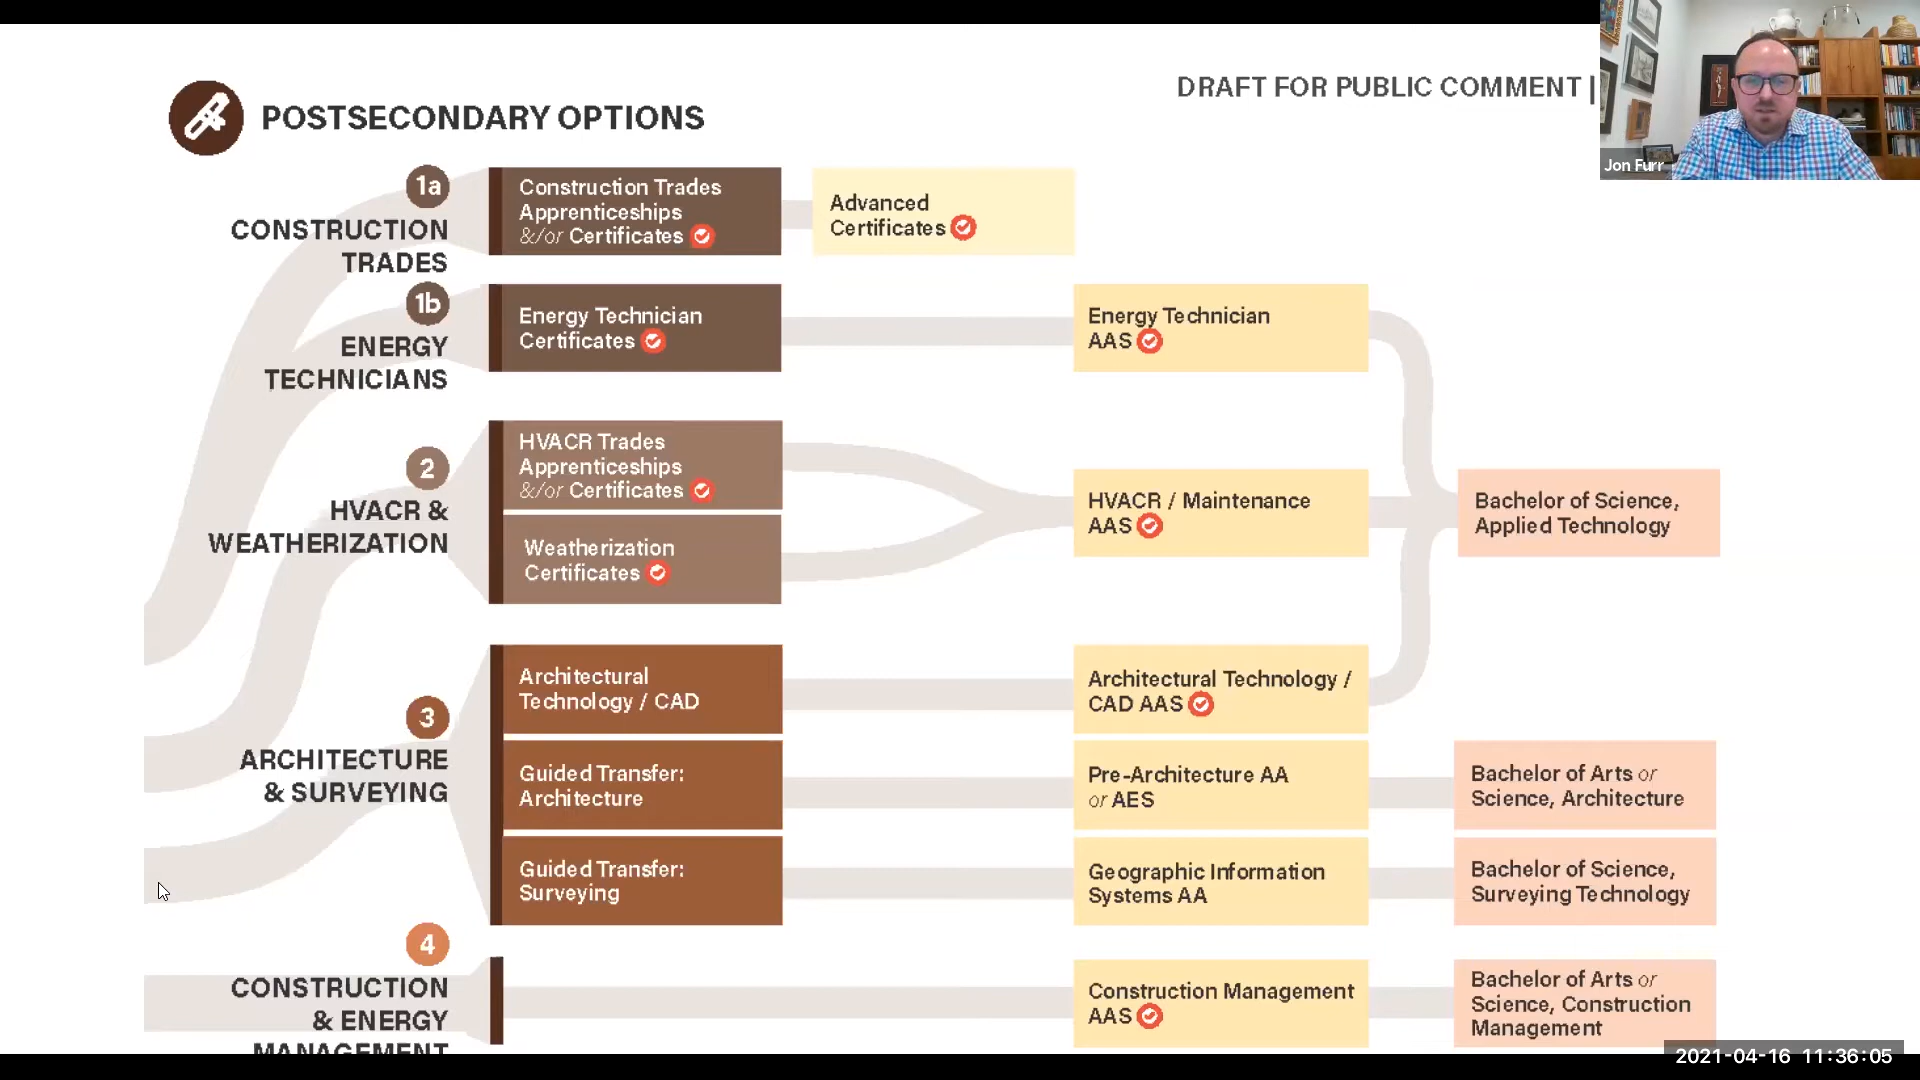 DRAFT FOR PUBLIC COMMENT |
Jon Furr
POSTSECONDARY OPTIONS
1a
CONSTRUCTION
TRADES
Construction Trades
Apprenticeships
&/or Certificates
Advanced
Certificates
1b
ENERGY
TECHNICIANS
Energy Technician
Certificates
Energy Technician
AAS
2
HVACR &
WEATHERIZATION
HVACR Trades
Apprenticeships
&/or Certificates
Weatherization
Certificates
HVACR / Maintenance
AAS
Bachelor of Science,
Applied Technology
3
ARCHITECTURE
& SURVEYING
Architectural
Technology / CAD
Architectural Technology /
CAD AAS
Guided Transfer:
Architecture
Pre-Architecture AA
or AES
Bachelor of Arts or
Science, Architecture
Guided Transfer:
Surveying
Geographic Information
Systems AA
Bachelor of Science,
Surveying Technology
4
CONSTRUCTION
& ENERGY
MANAGEMENT
Construction Management
AAS
Bachelor of Arts or
Science, Construction
Management
2021-04-16 11:36:05